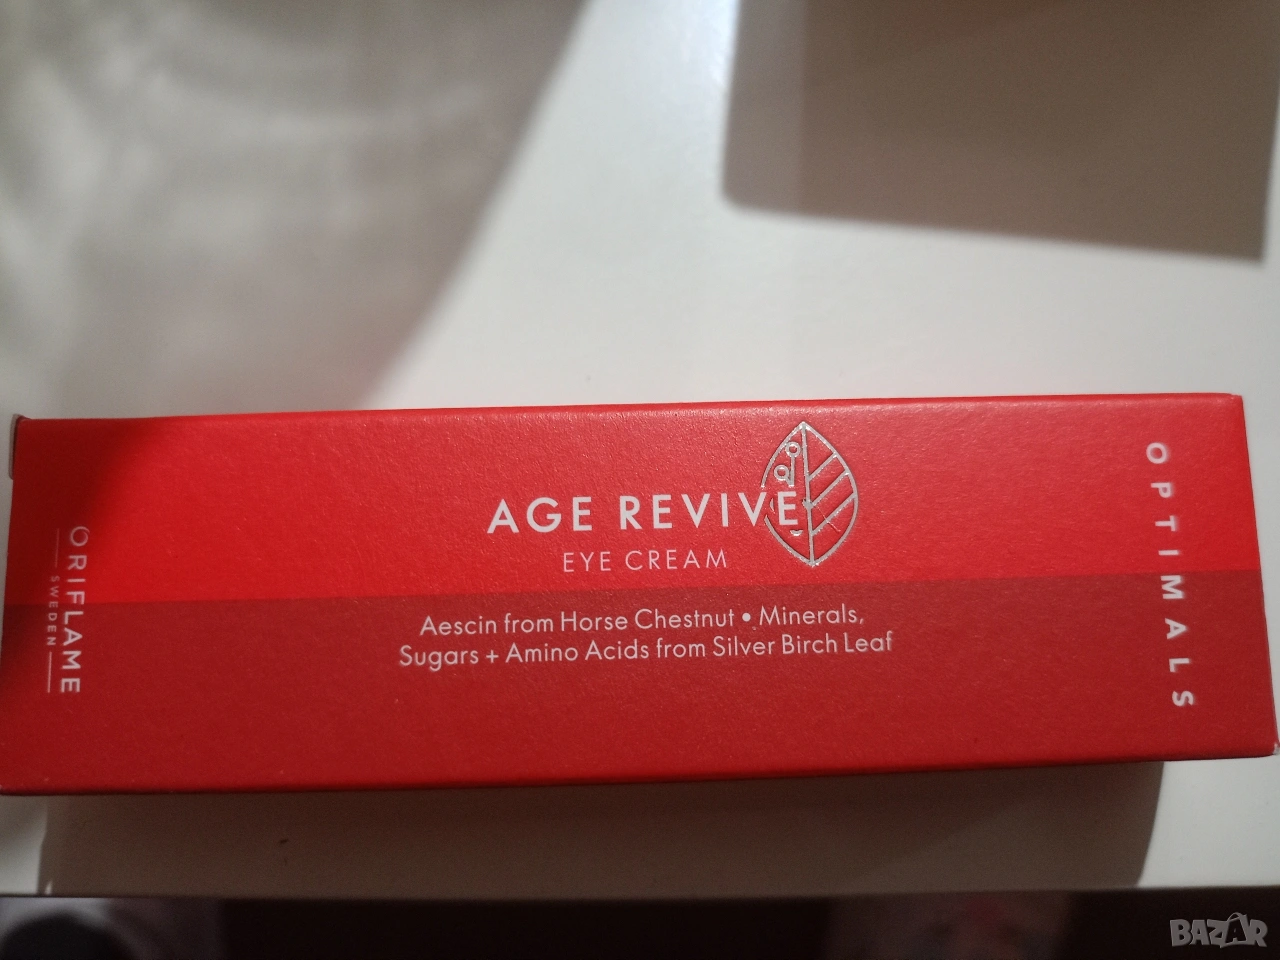 AGE REVIVE
EYE CREAM
Aescin from Horse Chestnut • Minerals,
Sugars + Amino Acids from Silver Birch Leaf
ORIFLAME
SWEDEN
OPTIMALS
BAZAR